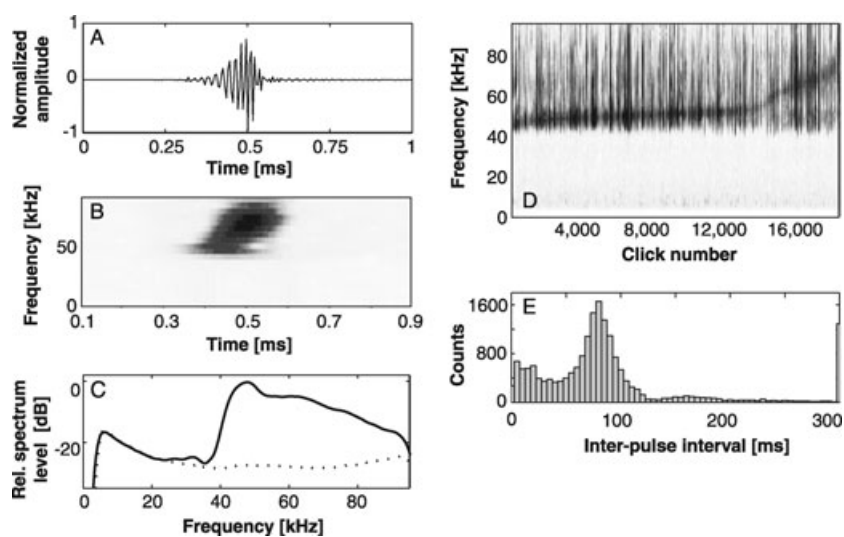 A
1
0
-1
Normalized
amplitude
0 0.25 0.5 0.75 1
Time [ms]
B
50
0
Frequency [kHz]
0.1 0.3 0.5 0.7 0.9
Time [ms]
C
0
-20
Rel. spectrum
level [dB]
0 20 40 60 80
Frequency [kHz]
D
80
60
40
20
0
Frequency [kHz]
4,000 8,000 12,000 16,000
Click number
E
1600
800
0
Counts
0 100 200 300
Inter-pulse interval [ms]